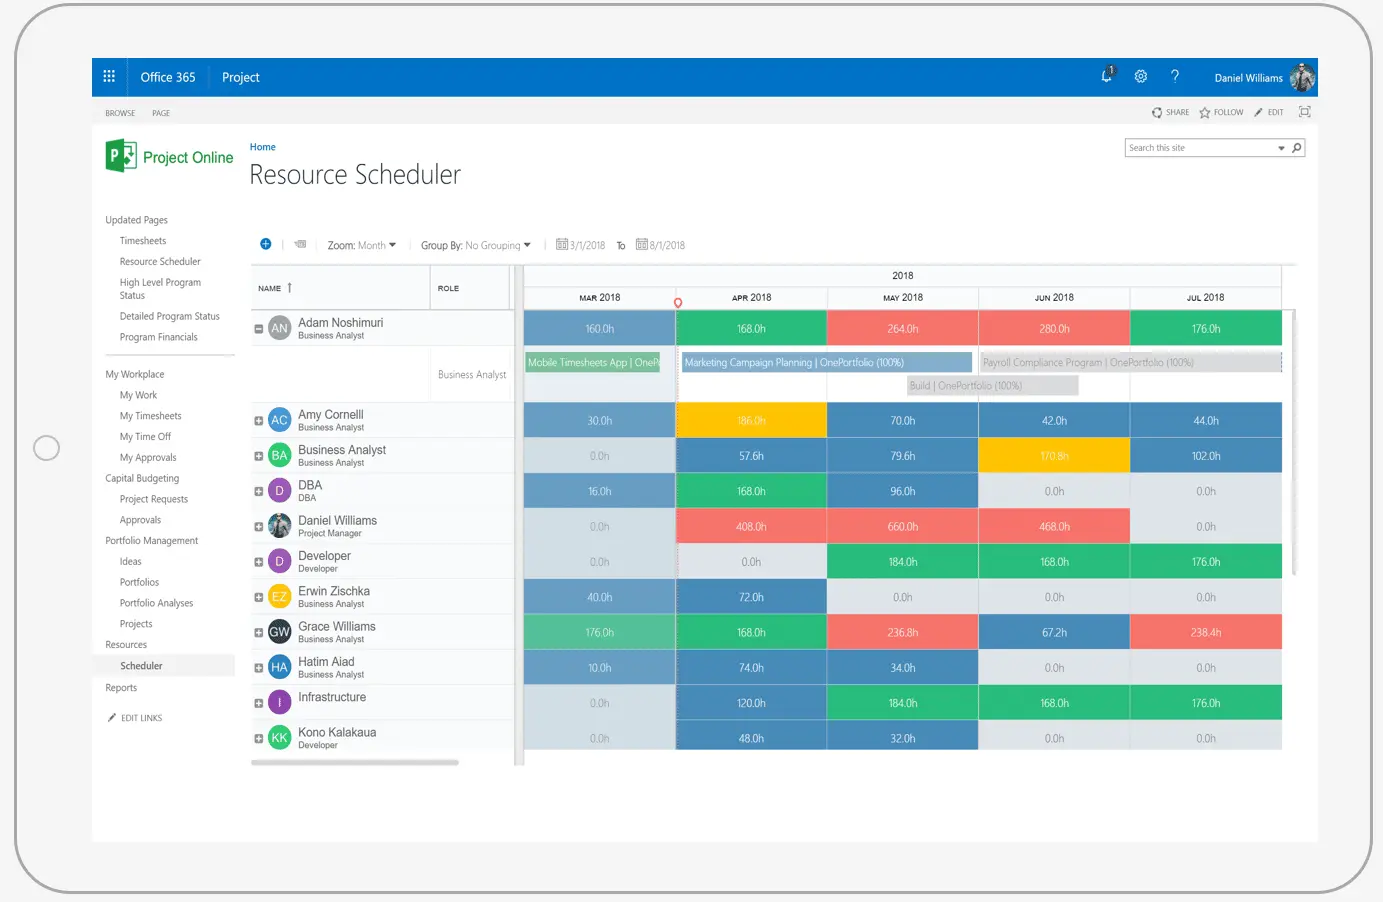 Office 365 Project 1 ? Daniel Williams
BROWSE PAGE SHARE FOLLOW EDIT
P Project Online
Home
Resource Scheduler
Search this site
Updated Pages
Timesheets
Resource Scheduler
High Level Program
Status
Detailed Program Status
Program Financials
My Workplace
My Work
My Timesheets
My Time Off
My Approvals
Capital Budgeting
Project Requests
Approvals
Portfolio Management
Ideas
Portfolios
Portfolio Analyses
Projects
Resources
Scheduler
Reports
EDIT LINKS
Zoom: Month Group By: No Grouping 3/1/2018 To 8/1/2018
2018
NAME ROLE
MAR 2018 APR 2018 MAY 2018 JUN 2018 JUL 2018
AN Adam Noshimuri 160.0h 168.0h 264.0h 280.0h 176.0h
Business Analyst
Mobile Timesheets App | OneP Marketing Campaign Planning | OnePortfolio (100%) Payroll Compliance Program | OnePortfolio (100%)
Business Analyst
Build | OnePortfolio (100%)
AC Amy Cornelll 30.0h 186.0h 70.0h 42.0h 44.0h
Business Analyst
BA Business Analyst 0.0h 57.6h 79.6h 170.8h 102.0h
Business Analyst
D DBA 16.0h 168.0h 96.0h 0.0h 0.0h
DBA
Daniel Williams 0.0h 408.0h 660.0h 468.0h 0.0h
Project Manager
D Developer 0.0h 0.0h 184.0h 168.0h 176.0h
Developer
EZ Erwin Zischka 40.0h 72.0h 0.0h 0.0h 0.0h
Business Analyst
GW Grace Williams 176.0h 168.0h 236.8h 67.2h 238.4h
Business Analyst
HA Hatim Aiad 10.0h 74.0h 34.0h 0.0h 0.0h
Business Analyst
I Infrastructure 0.0h 120.0h 184.0h 168.0h 176.0h
KK Kono Kalakaua 0.0h 48.0h 32.0h 0.0h 0.0h
Developer